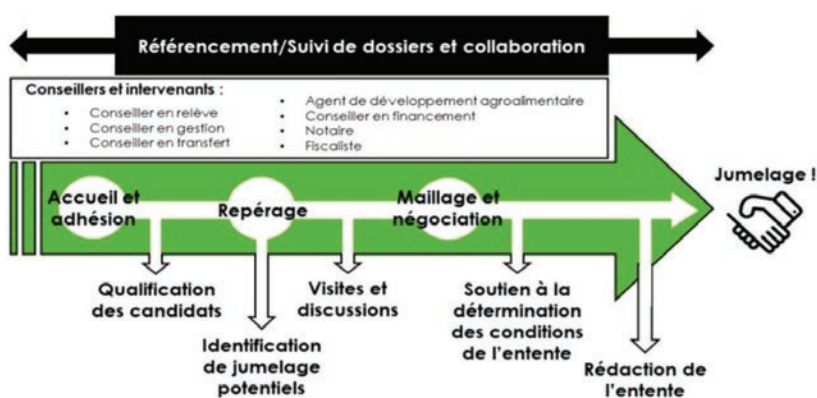 Référencement/Suivi de dossiers et collaboration
Conseillers et intervenants :
• Conseiller en relève
• Conseiller en gestion
• Conseiller en transfert
• Agent de développement agroalimentaire
• Conseiller en financement
• Notaire
• Fiscaliste
Accueil et
adhésion
Repérage
Maillage et
négociation
Jumelage !
Qualification
des candidats
Identification
de jumelage
potentiels
Visites et
discussions
Soutien à la
détermination
des conditions
de l'entente
Rédaction de
l'entente